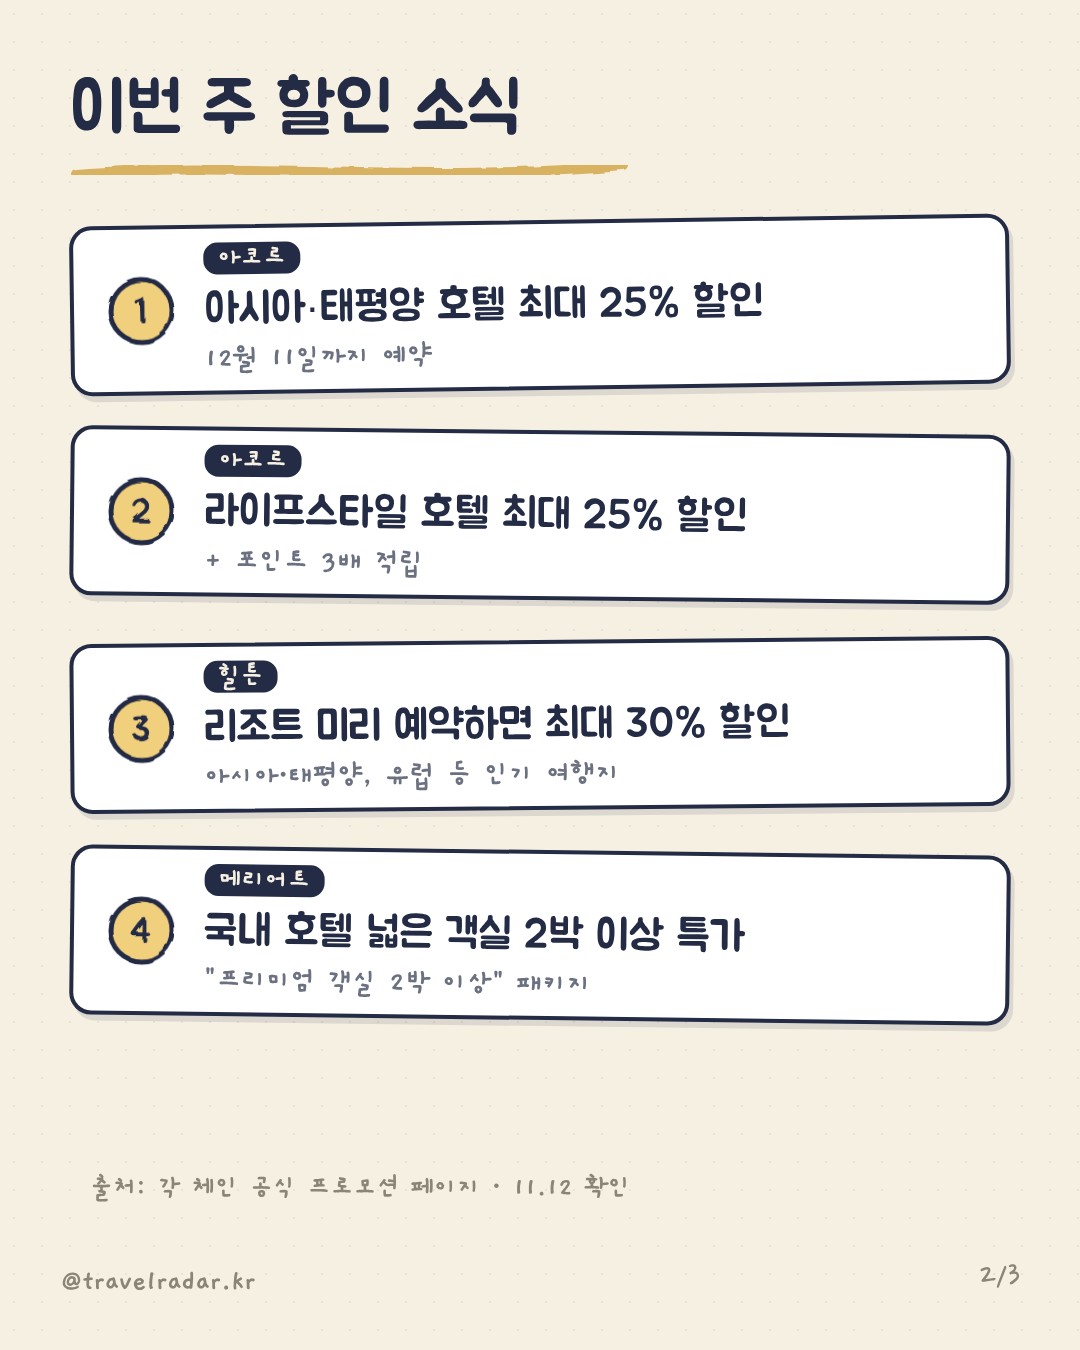 이번 주 할인 소식
아코르
1
아시아·태평양 호텔 최대 25% 할인
12월 11일까지 예약
아코르
2
라이프스타일 호텔 최대 25% 할인
+ 포인트 3배 적립
힐튼
3
리조트 미리 예약하면 최대 30% 할인
아시아·태평양, 유럽 등 인기 여행지
메리어트
4
국내 호텔 넓은 객실 2박 이상 특가
"프리미엄 객실 2박 이상" 패키지
출처: 각 체인 공식 프로모션 페이지 · 11.12 확인
@travelradar.kr
2/3